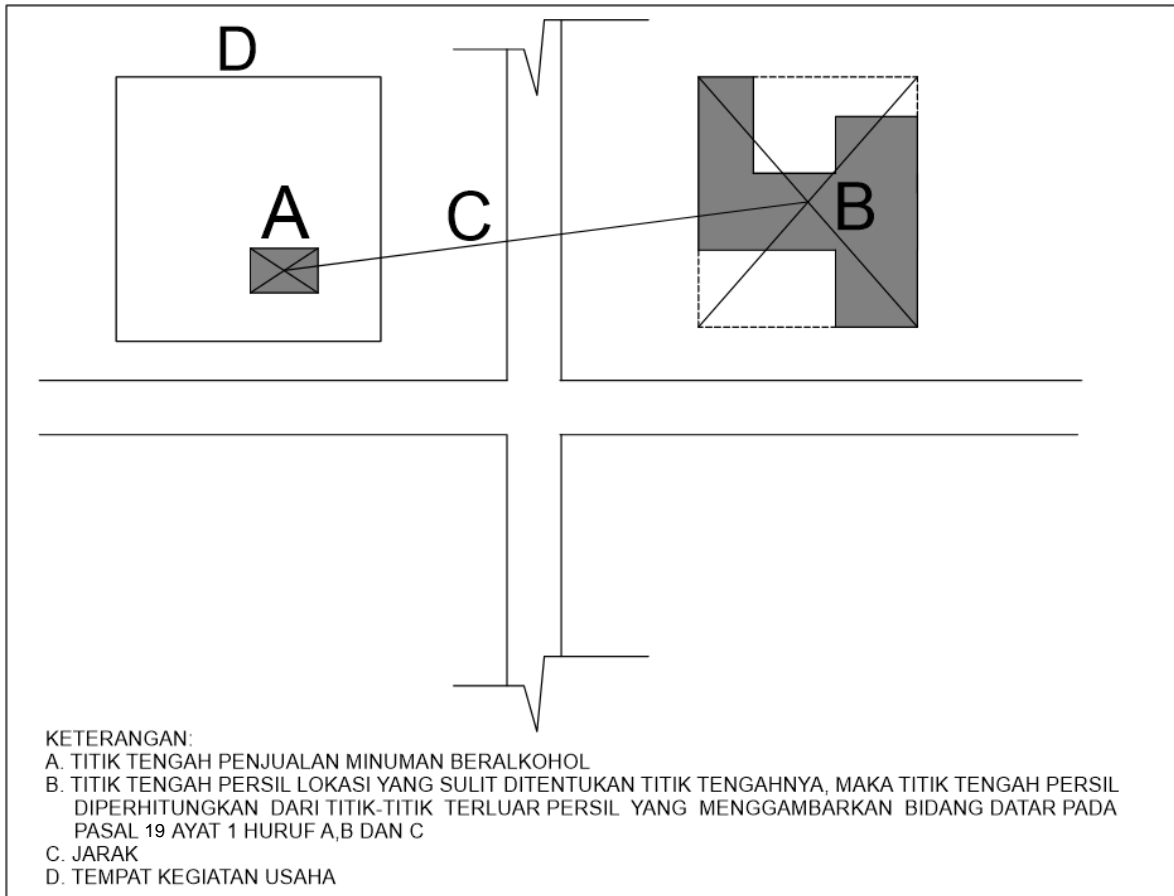 D
A
C
B
KETERANGAN:
A. TITIK TENGAH PENJUALAN MINUMAN BERALKOHOL
B. TITIK TENGAH PERSIL LOKASI YANG SULIT DITENTUKAN TITIK TENGAHNYA, MAKA TITIK TENGAH PERSIL
DIPERHITUNGKAN DARI TITIK-TITIK TERLUAR PERSIL YANG MENGGAMBARKAN BIDANG DATAR PADA
PASAL 19 AYAT 1 HURUF A,B DAN C
C. JARAK
D. TEMPAT KEGIATAN USAHA